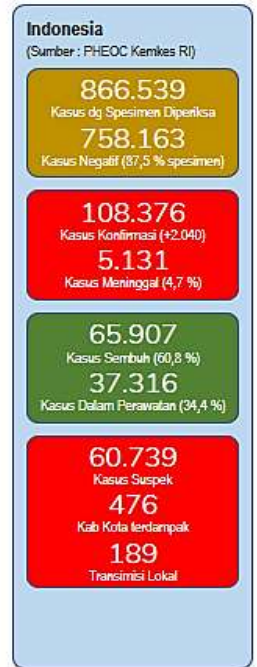 Indonesia
(Sumber : PHEOC Kemkes RI)
866.539
Kasus dg Spesimen Diperiksa
758.163
Kasus Negatif (87,5 % spesimen)
108.376
Kasus Konfirmasi (+2.040)
5.131
Kasus Meninggal (4,7 %)
65.907
Kasus Sembuh (60,8 %)
37.316
Kasus Dalam Perawatan (34,4 %)
60.739
Kasus Suspek
476
Kab Kota terdampak
189
Transimisi Lokal